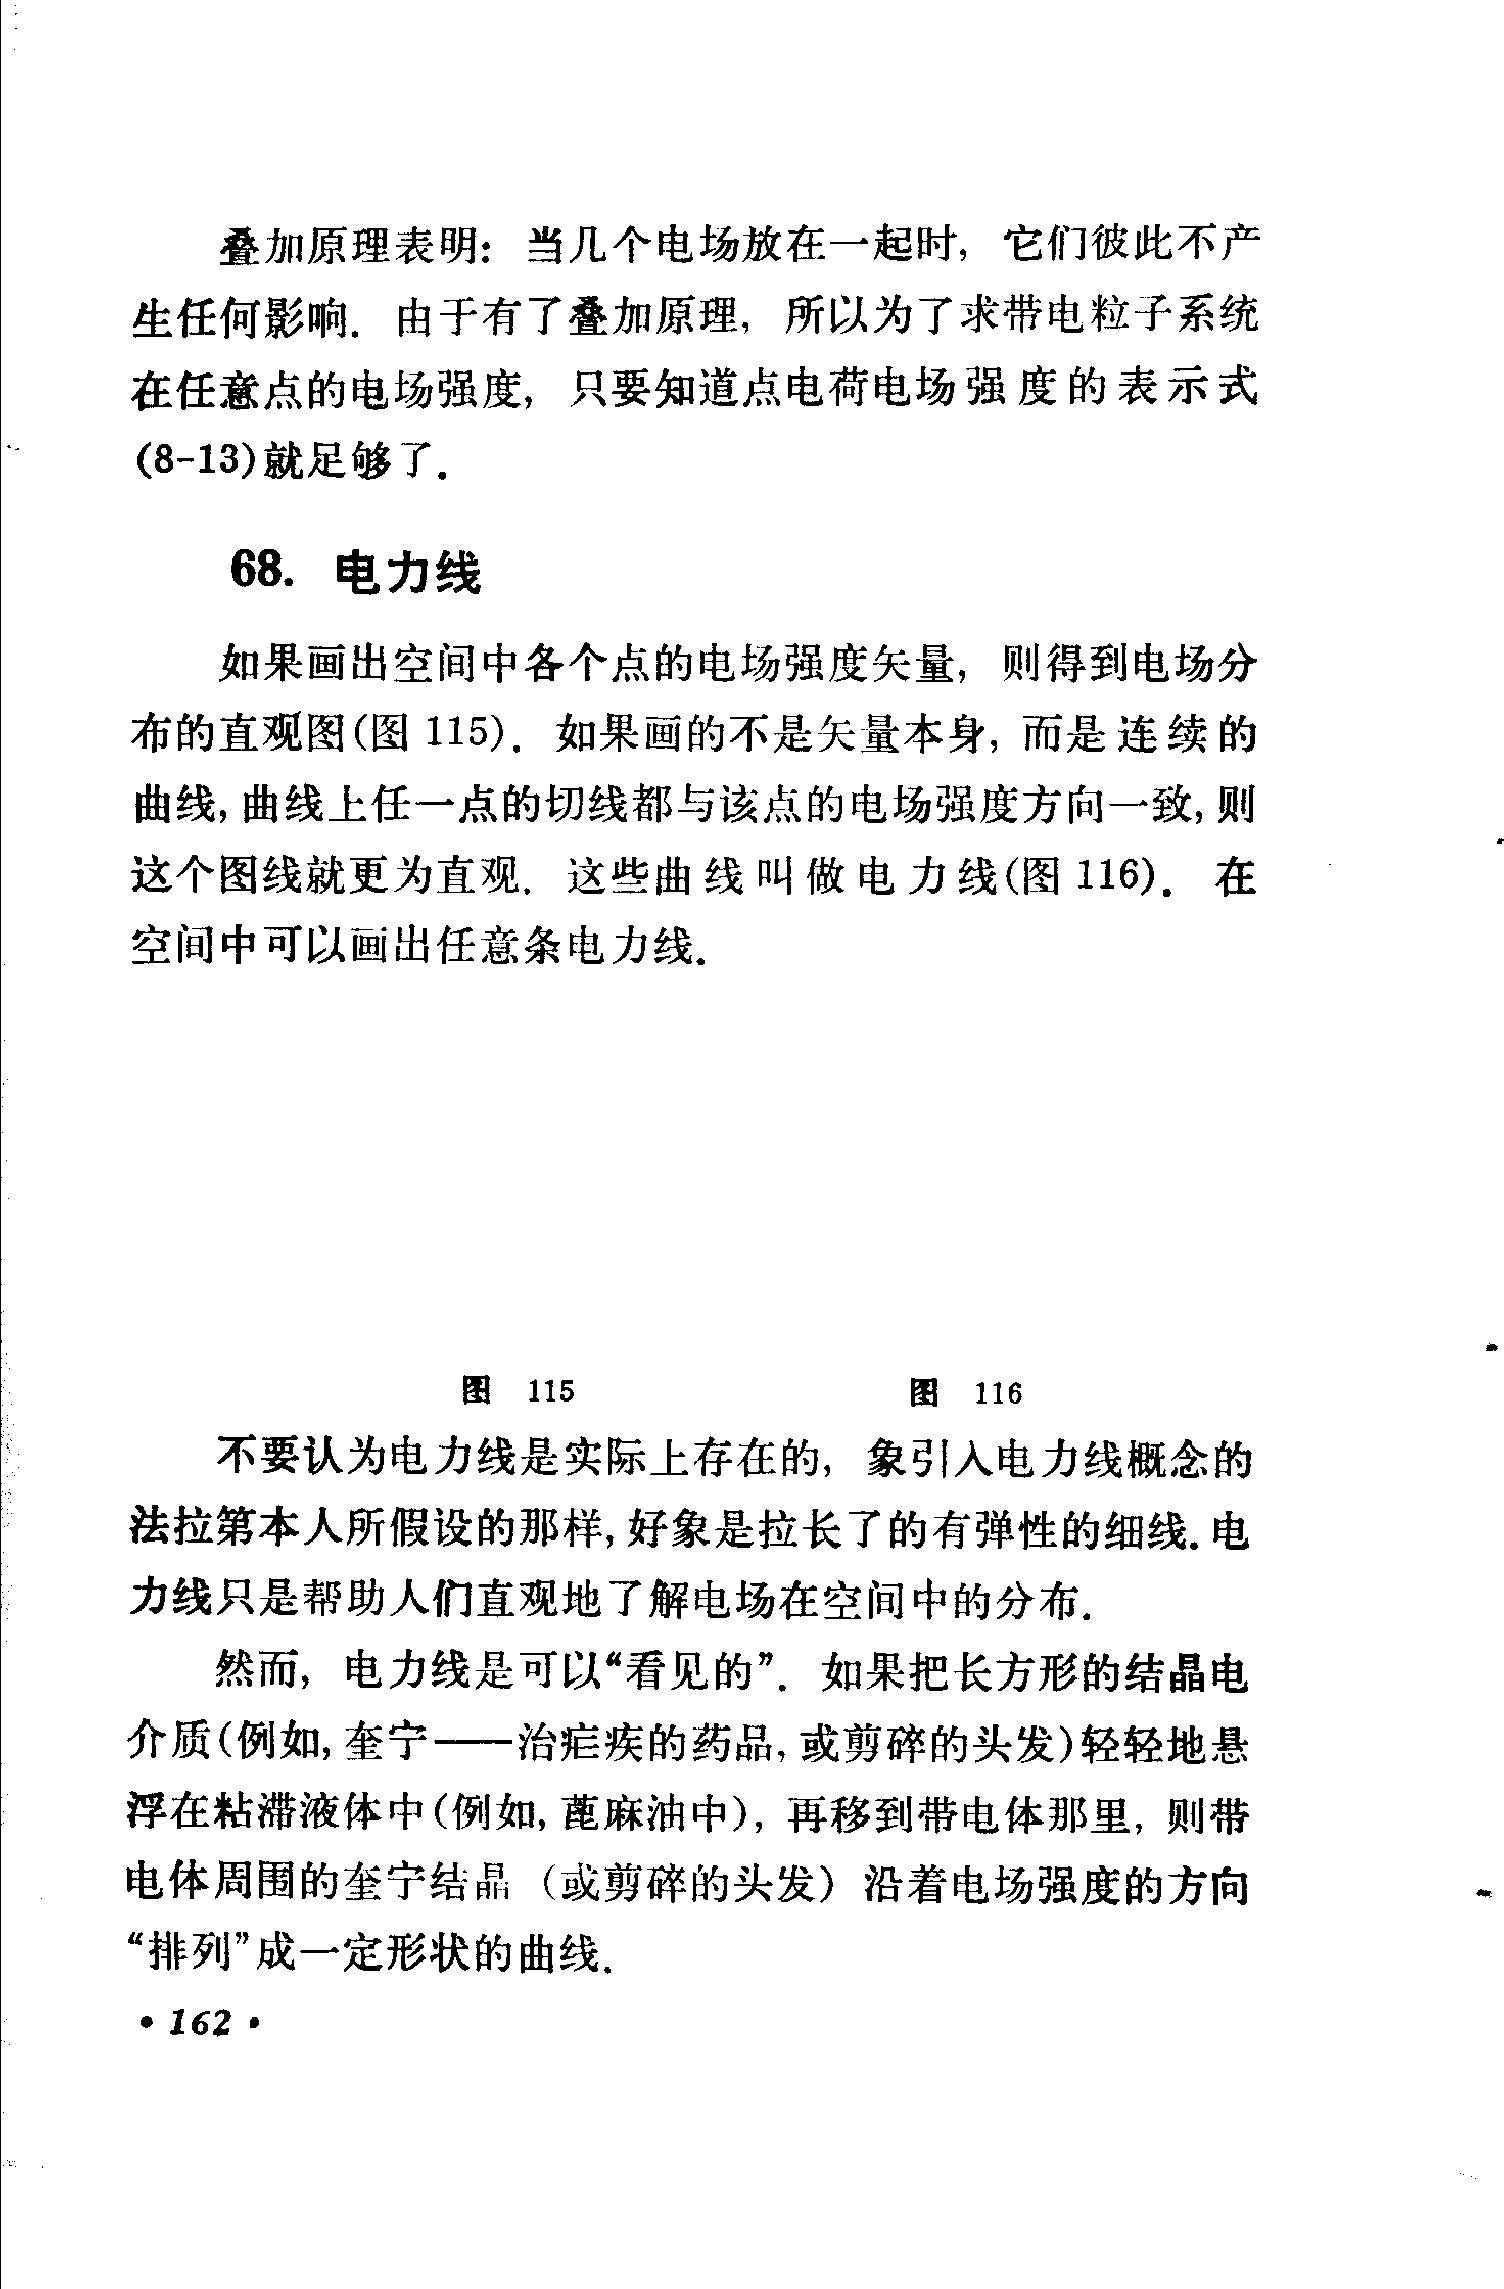 叠加原理表明: 当几个电场放在一起时, 它们彼此不产
生任何影响. 由于有了叠加原理, 所以为了求带电粒子系统
在任意点的电场强度, 只要知道点电荷电场强度的表示式
(8-13)就足够了.
68. 电力线
如果画出空间中各个点的电场强度矢量, 则得到电场分
布的直观图(图 115). 如果画的不是矢量本身, 而是连续的
曲线, 曲线上任一点的切线都与该点的电场强度方向一致, 则
这个图线就更为直观. 这些曲线叫做电力线(图 116). 在
空间中可以画出任意条电力线.
图 115 图 116
不要认为电力线是实际上存在的, 象引入电力线概念的
法拉第本人所假设的那样, 好象是拉长了的有弹性的细线. 电
力线只是帮助人们直观地了解电场在空间中的分布.
然而, 电力线是可以“看见的”. 如果把长方形的结晶电
介质(例如, 奎宁——治疟疾的药品, 或剪碎的头发)轻轻地悬
浮在粘滞液体中(例如, 蓖麻油中), 再移到带电体那里, 则带
电体周围的奎宁结晶 (或剪碎的头发) 沿着电场强度的方向
“排列”成一定形状的曲线.
• 162 •